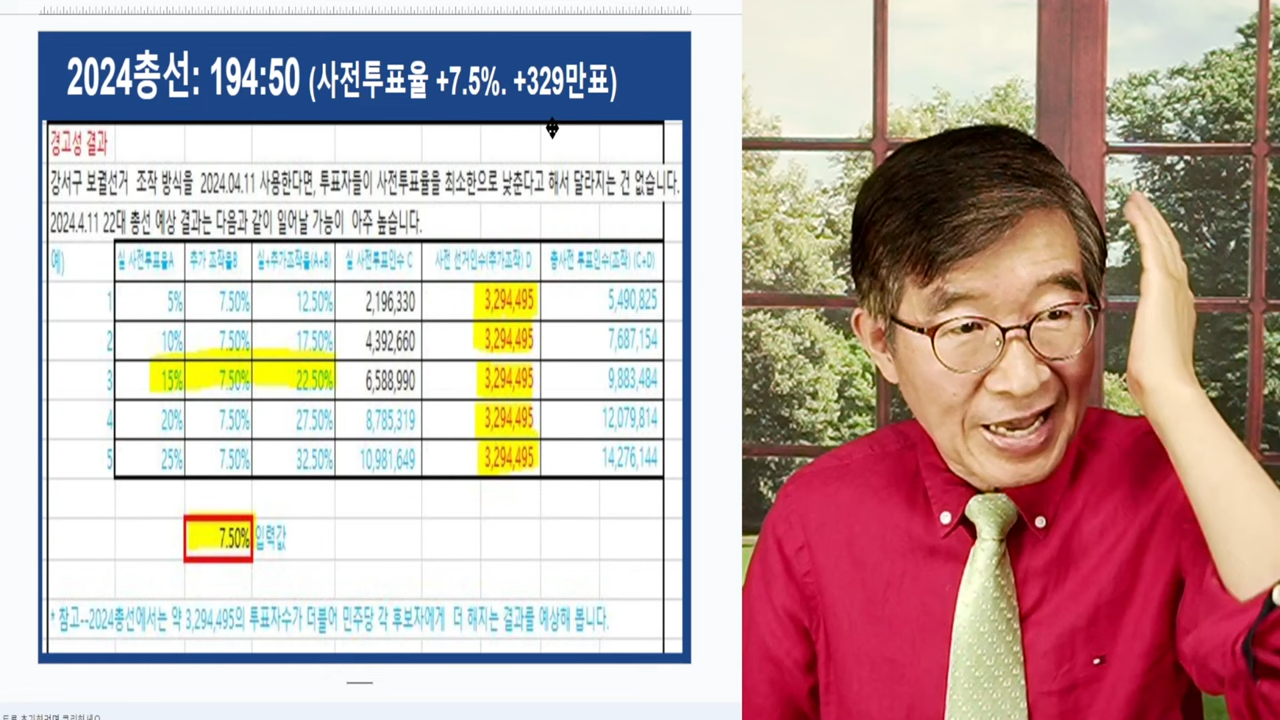 2024총선: 194:50 (사전투표율 +7.5%. +329만표)
경고성 결과
강서구 보궐선거 조작 방식을 2024.04.11 사용한다면, 투표자들이 사전투표율을 최소한으로 낮춘다고 해서 달라지는 건 없습니다.
2024.4.11 22대 총선 예상 결과는 다음과 같이 일어날 가능이 아주 높습니다.
예) 실 사전투표율A 추가 조작율B 실+추가조작율(A+B) 실 사전투표인수 C 사전 선거인수(추가조작) D 총사전 투표인수(조작) (C+D)
1 5% 7.50% 12.50% 2,196,330 3,294,495 5,490,825
2 10% 7.50% 17.50% 4,392,660 3,294,495 7,687,154
3 15% 7.50% 22.50% 6,588,990 3,294,495 9,883,484
4 20% 7.50% 27.50% 8,785,319 3,294,495 12,079,814
5 25% 7.50% 32.50% 10,981,649 3,294,495 14,276,144
7.50% 입력값
* 참고--2024총선에서는 약 3,294,495의 투표자수가 더불어 민주당 각 후보자에게 더 해지는 결과를 예상해 봅니다.